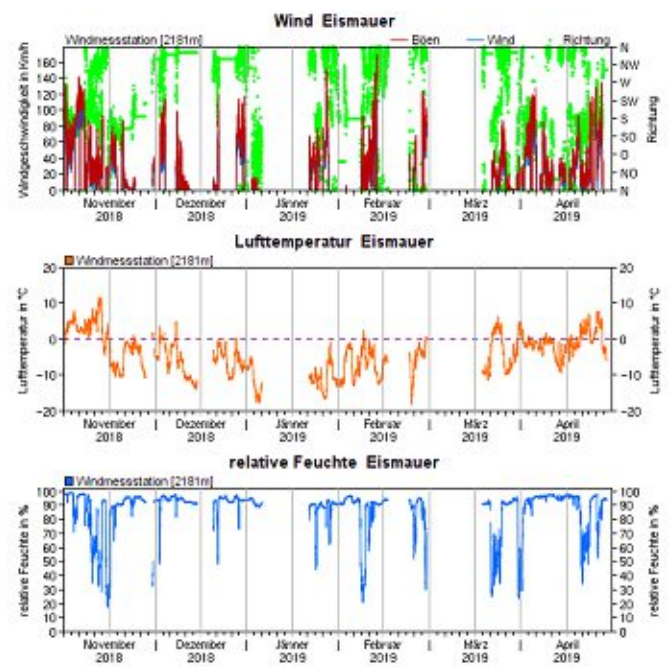 Wind Eismauer
Windmessstation [2181m] Böen Wind Richtung
Windgeschwindigkeit in Km/h
160
140
120
100
80
60
40
20
0
N
NW
W
SW
S
SO
O
NO
N
Richtung
November | Dezember | Jänner | Februar | März | April
2018 2018 2019 2019 2019 2019
Lufttemperatur Eismauer
Windmessstation [2181m]
Lufttemperatur in °C
20
10
0
-10
-20
20
10
0
-10
-20
Lufttemperatur in °C
November | Dezember | Jänner | Februar | März | April
2018 2018 2019 2019 2019 2019
relative Feuchte Eismauer
Windmessstation [2181m]
relative Feuchte in %
100
90
80
70
60
50
40
30
20
10
0
100
90
80
70
60
50
40
30
20
10
0
relative Feuchte in %
November | Dezember | Jänner | Februar | März | April
2018 2018 2019 2019 2019 2019